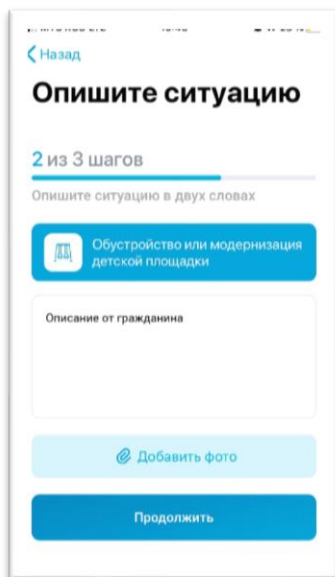 Назад
Опишите ситуацию
2 из 3 шагов
Опишите ситуацию в двух словах
Обустройство или модернизация
детской площадки
Описание от гражданина
Добавить фото
Продолжить